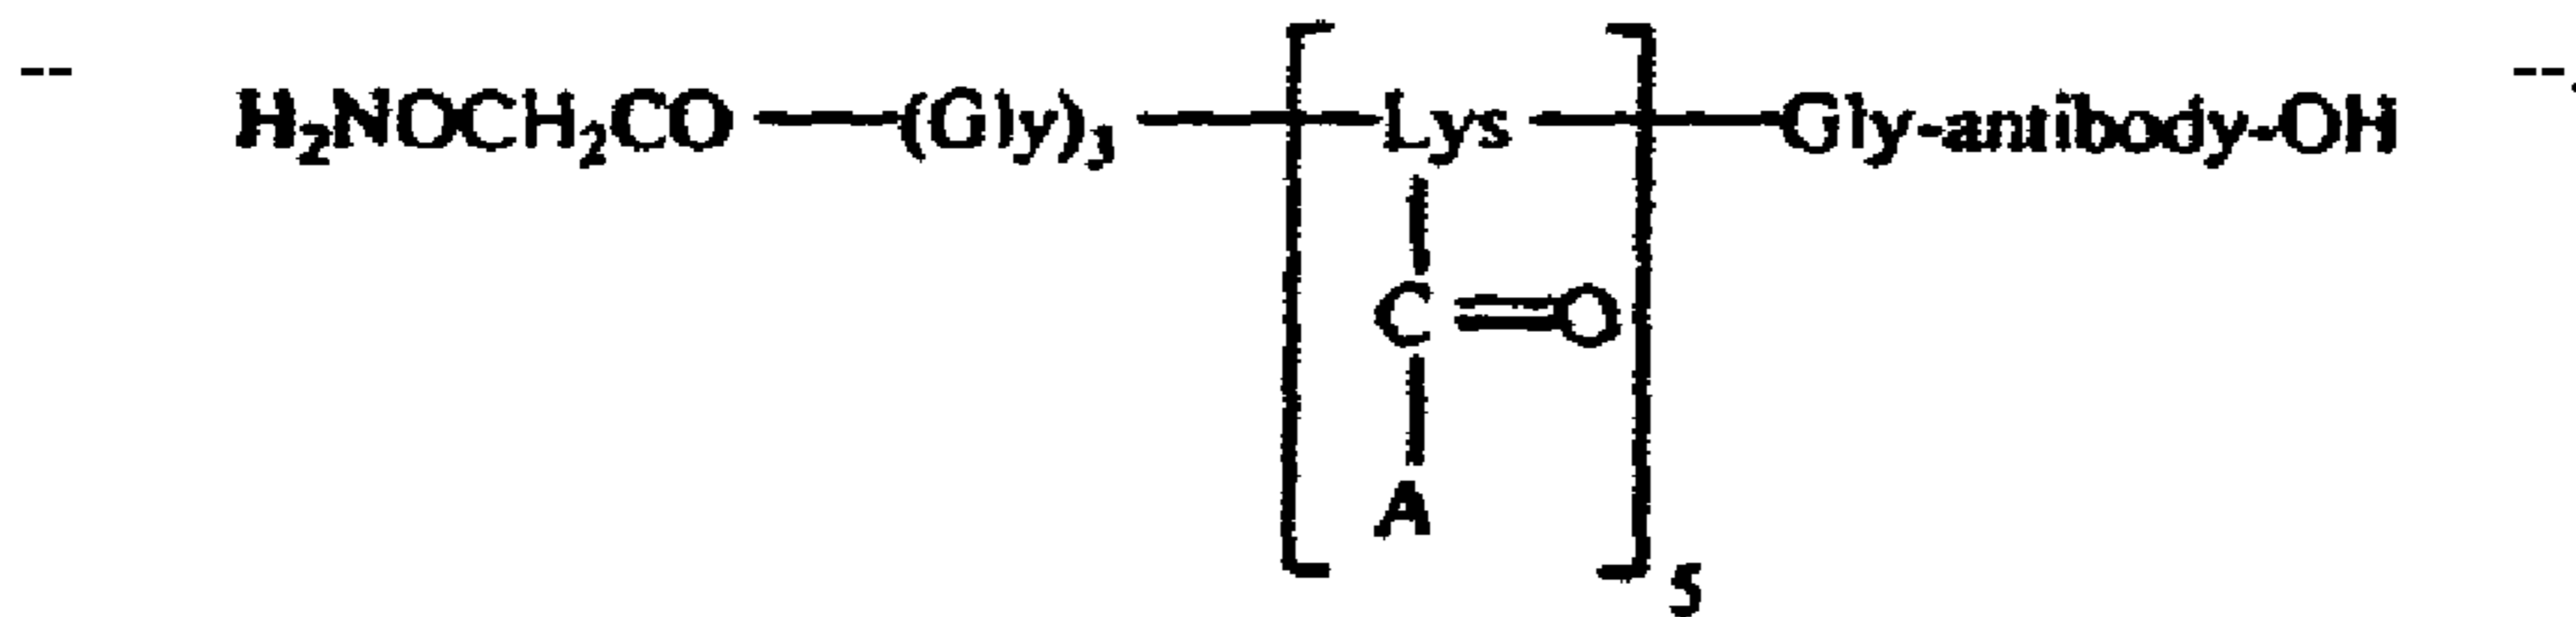 -- H₂NOCH₂CO—(Gly)₃—[Lys]—Gly-antibody-OH --.
C=O
A
5